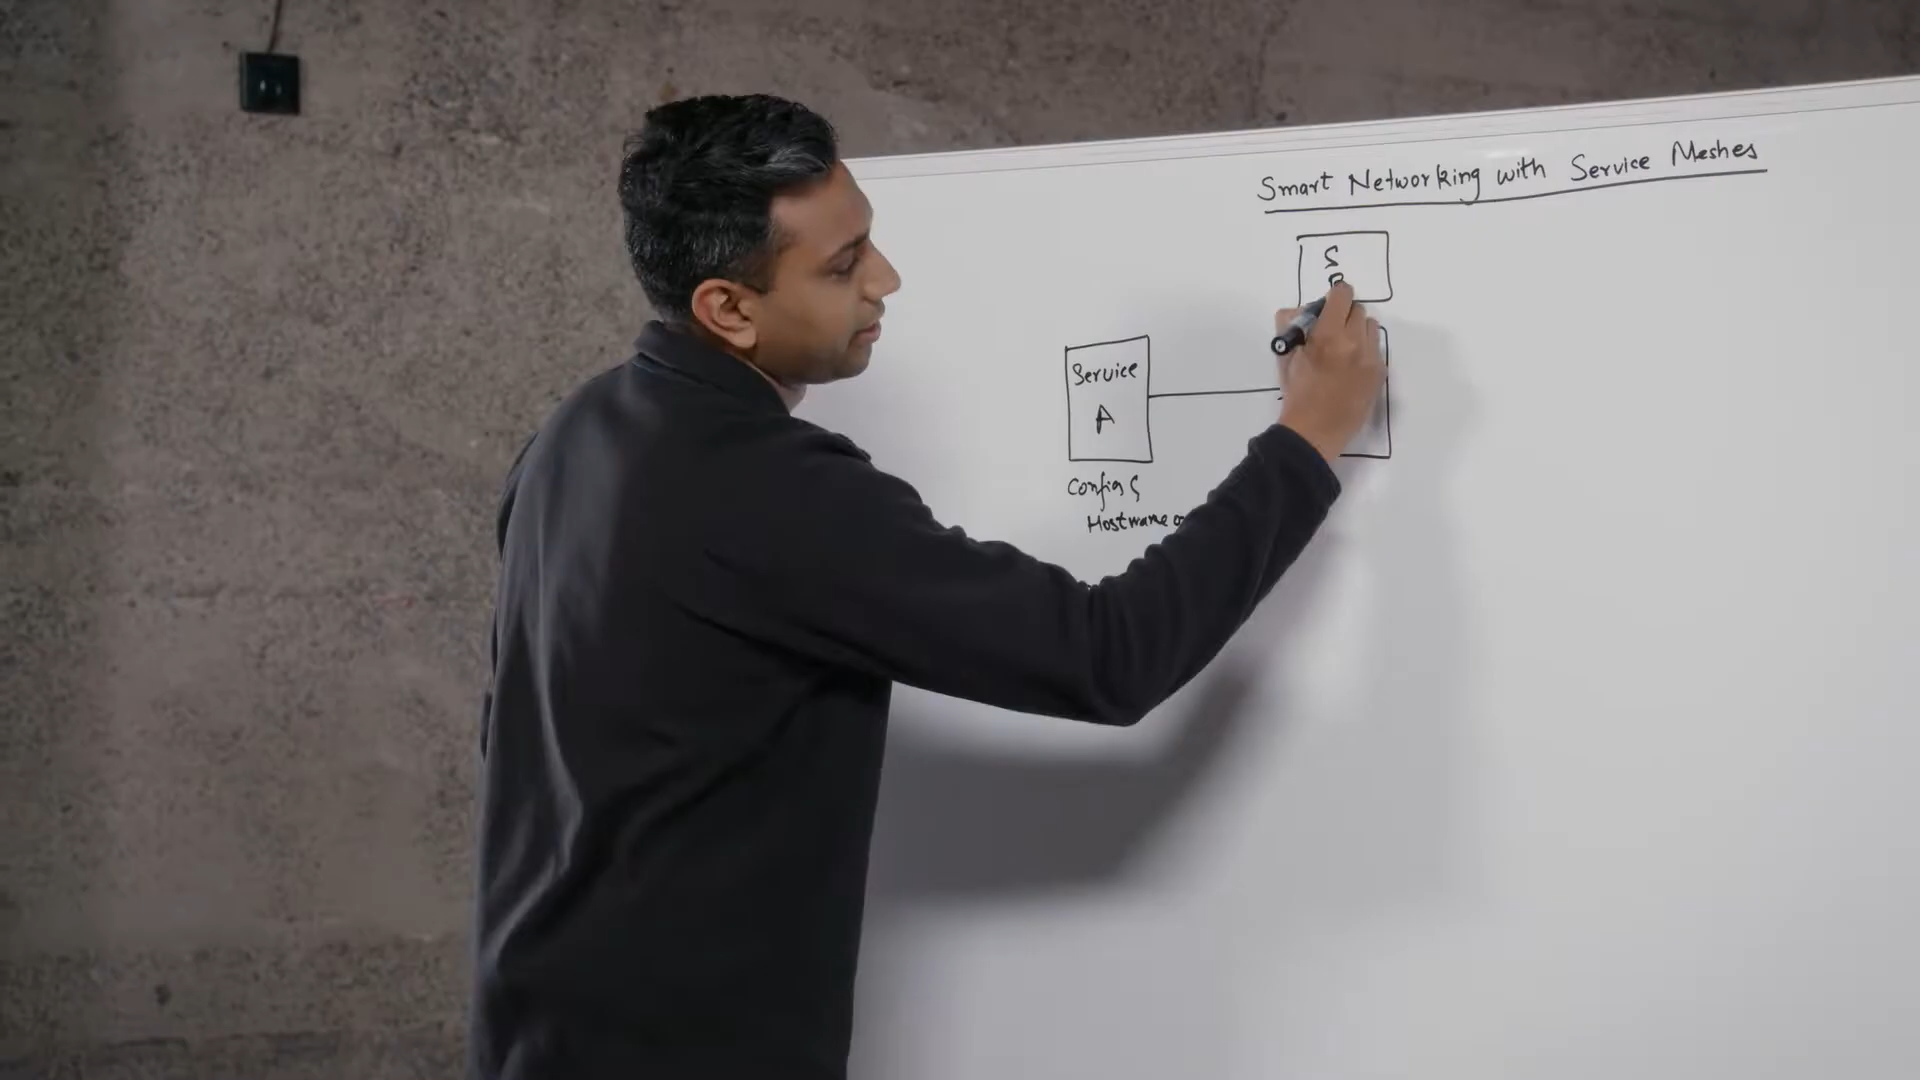 Smart Networking with Service Meshes
S
B
Service
A
Config
Hostname